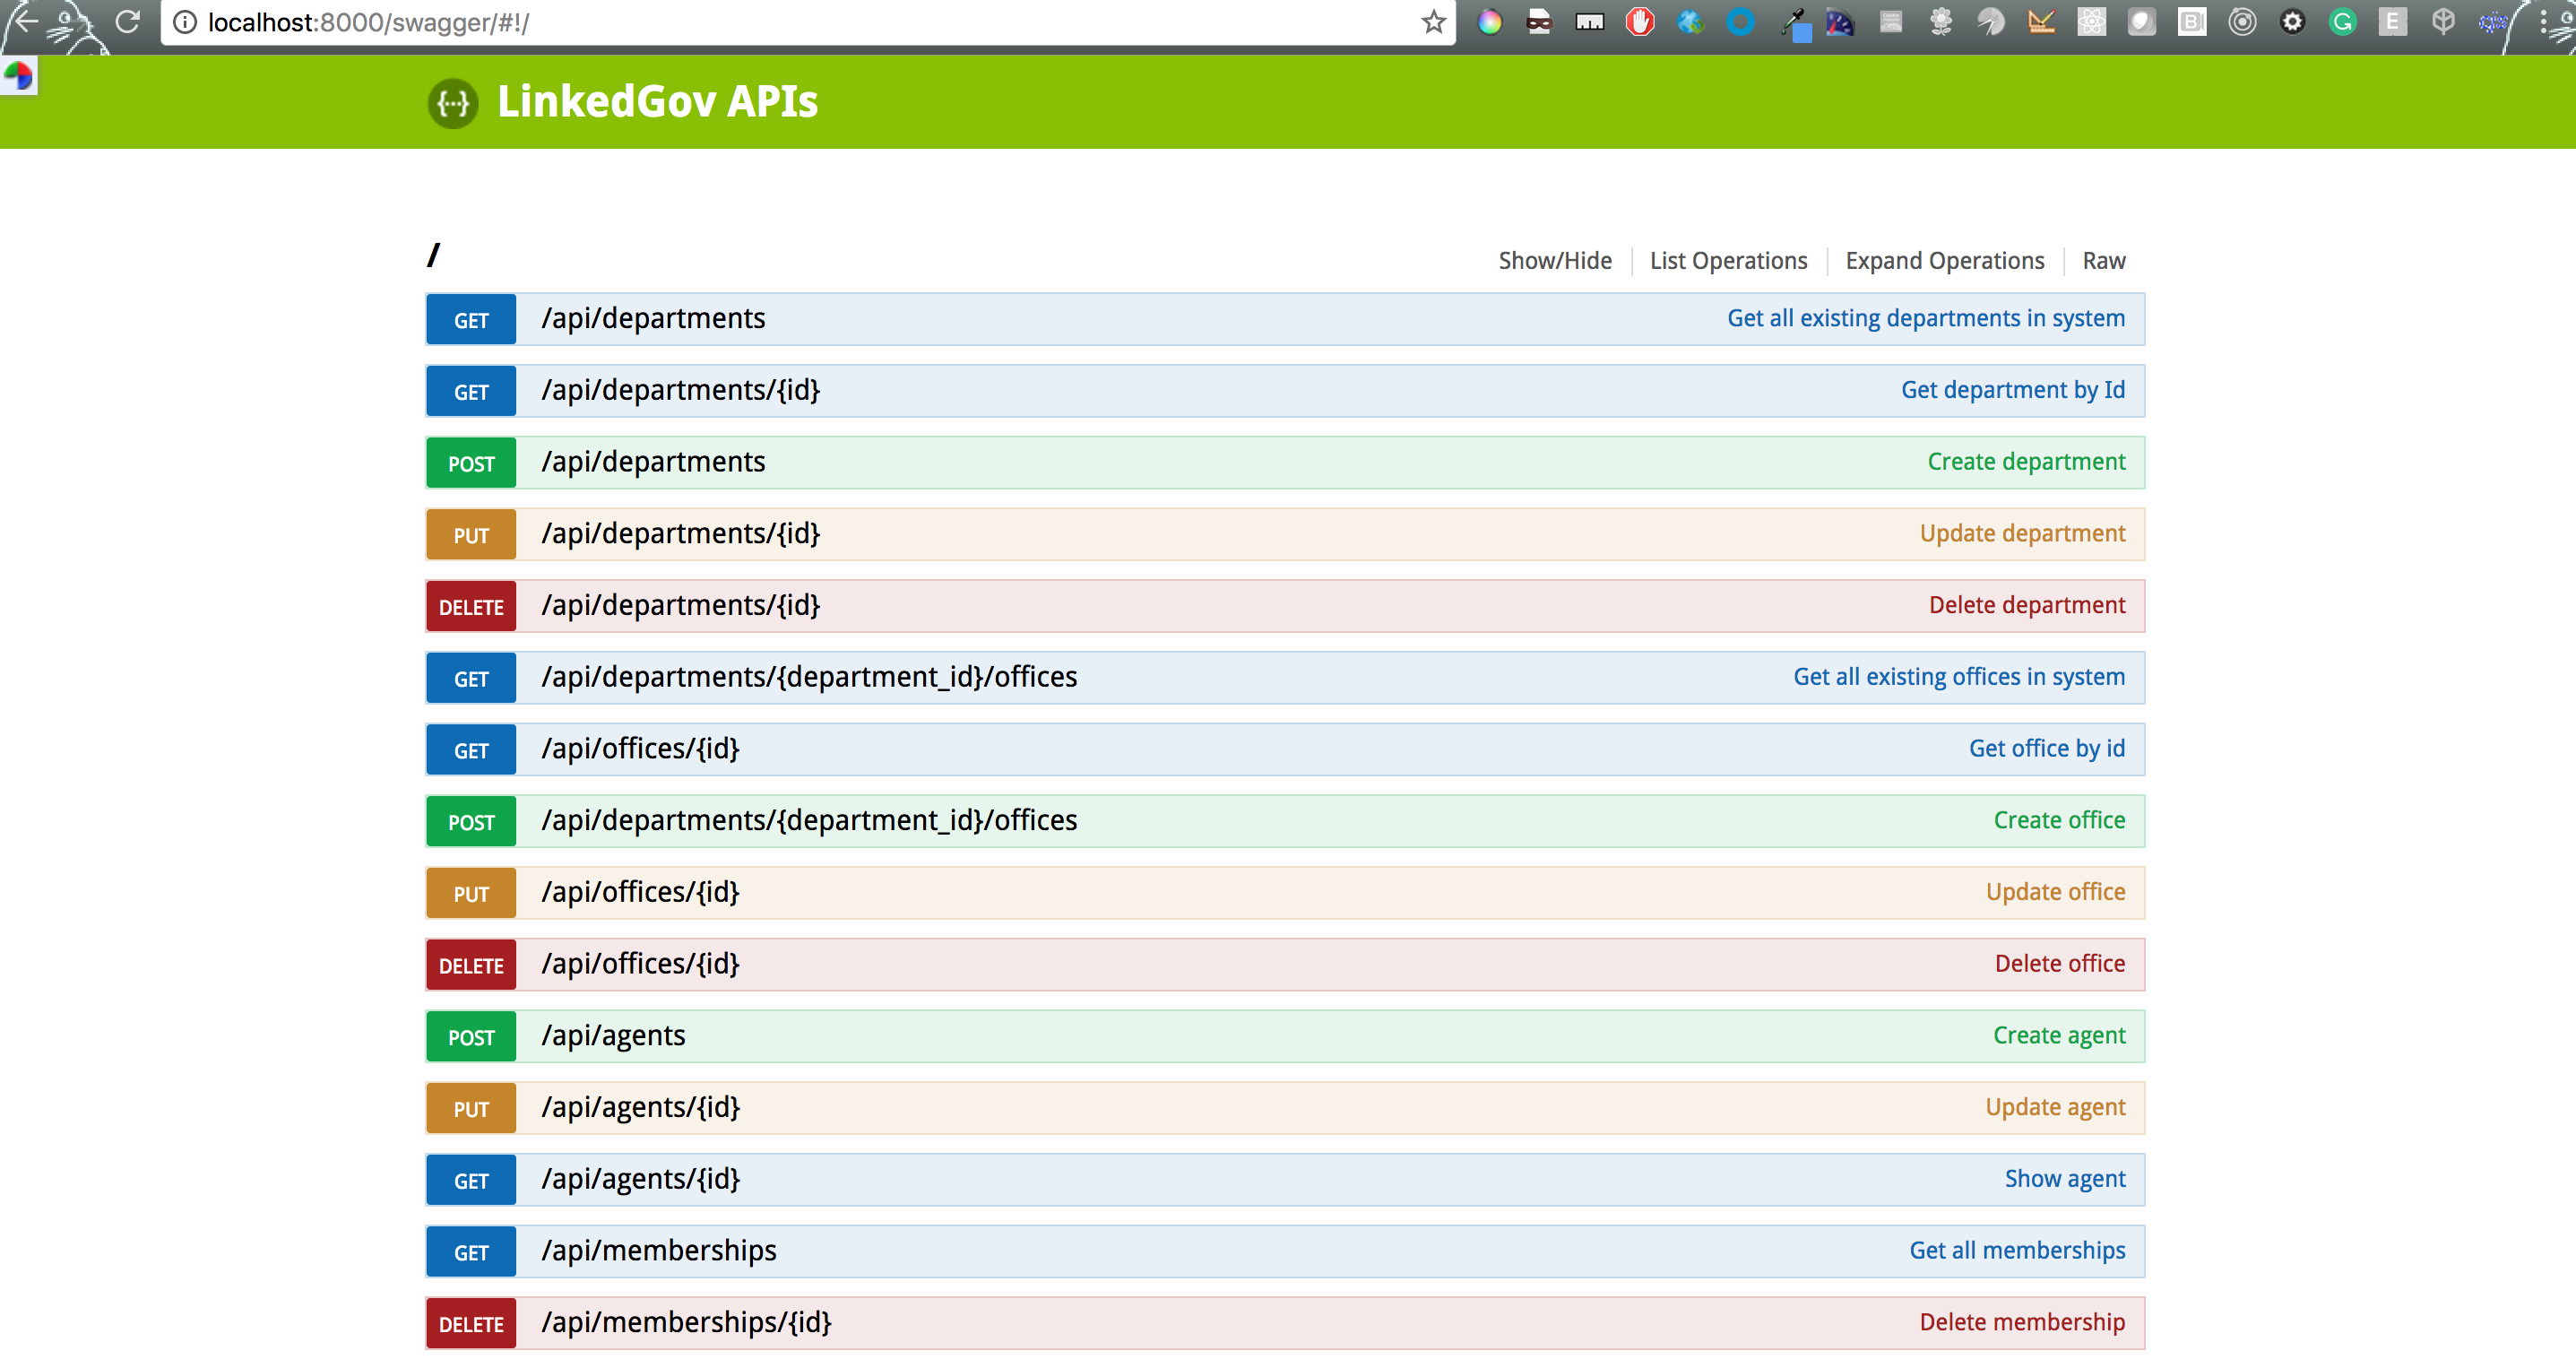 localhost:8000/swagger/#!/
{···} LinkedGov APIs
/ Show/Hide List Operations Expand Operations Raw
GET /api/departments Get all existing departments in system
GET /api/departments/{id} Get department by Id
POST /api/departments Create department
PUT /api/departments/{id} Update department
DELETE /api/departments/{id} Delete department
GET /api/departments/{department_id}/offices Get all existing offices in system
GET /api/offices/{id} Get office by id
POST /api/departments/{department_id}/offices Create office
PUT /api/offices/{id} Update office
DELETE /api/offices/{id} Delete office
POST /api/agents Create agent
PUT /api/agents/{id} Update agent
GET /api/agents/{id} Show agent
GET /api/memberships Get all memberships
DELETE /api/memberships/{id} Delete membership